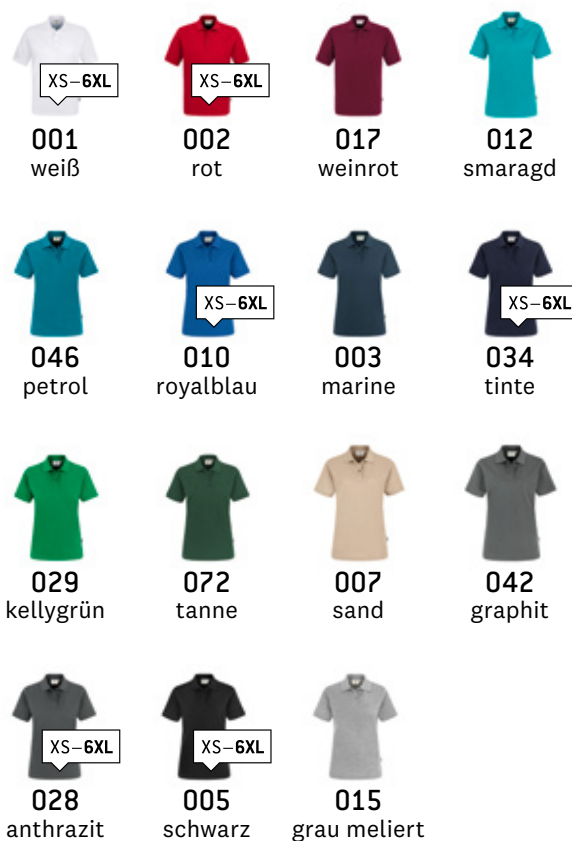 XS–6XL
XS–6XL
001
002
017
012
weiß
rot
weinrot
smaragd
XS–6XL
XS–6XL
046
010
003
034
petrol
royalblau
marine
tinte
029
072
007
042
kellygrün
tanne
sand
graphit
XS–6XL
XS–6XL
028
005
015
anthrazit
schwarz
grau meliert